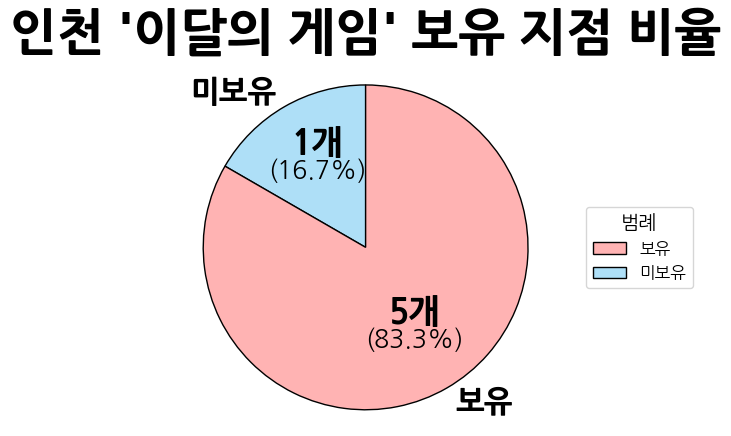 인천 '이달의 게임' 보유 지점 비율
미보유
1개
(16.7%)
범례
보유
미보유
5개
(83.3%)
보유